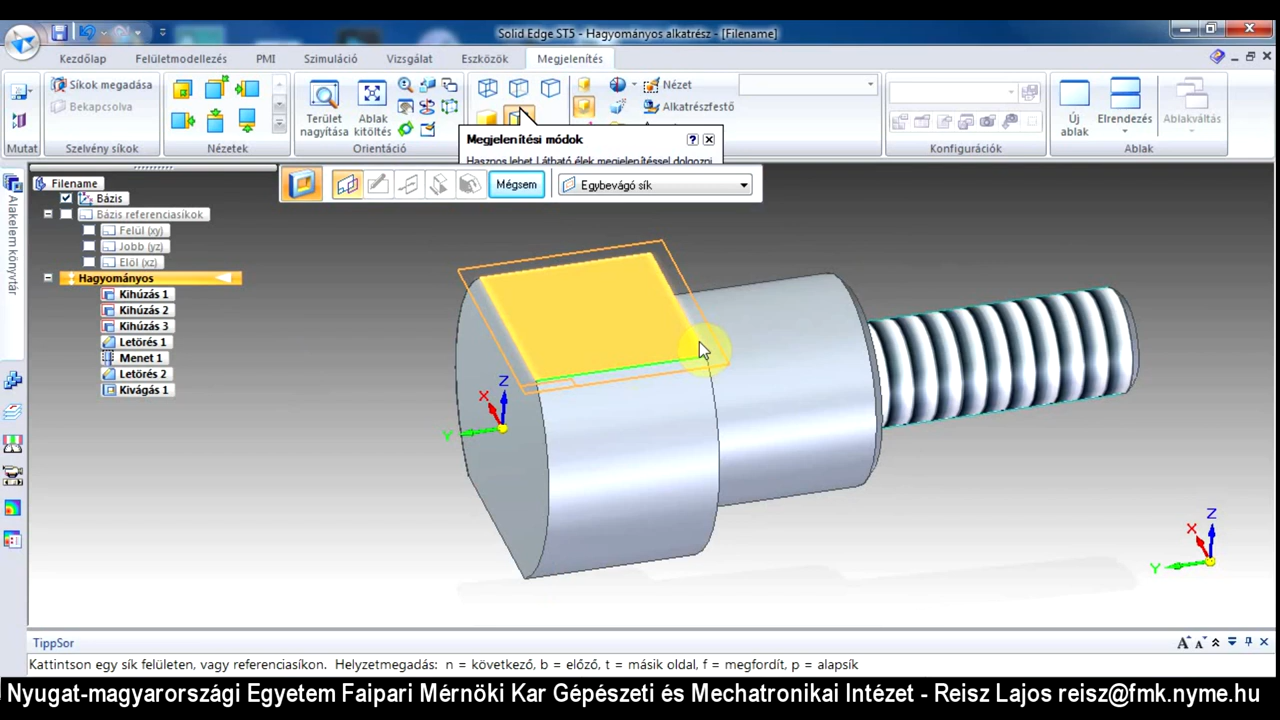 Solid Edge ST5 - Hagyományos alkatrész - [Filename]
Kezdőlap
Felületmodellezés
PMI
Szimuláció
Vizsgálat
Eszközök
Megjelenítés
Síkok megadása
Bekapcsolva
Mutat
Szelvény síkok
Nézetek
Terület nagyítása
Ablak kitöltés
Orientáció
Nézet
Alkatrészfestő
Konfigurációk
Új ablak
Elrendezés
Ablakváltás
Ablak
Megjelenítési módok
Hasznos lehet Látható élek megjelenítéssel dolgozni
Mégsem
Egybevágó sík
Alakelem könyvtár
Filename
Bázis
Bázis referenciasíkok
Felül (xy)
Jobb (yz)
Elöl (xz)
Hagyományos
Kihúzás 1
Kihúzás 2
Kihúzás 3
Letörés 1
Menet 1
Letörés 2
Kivágás 1
X
Z
Y
Z
X
Y
TippSor
Kattintson egy sík felületen, vagy referenciasíkon. Helyzetmegadás: n = következő, b = előző, t = másik oldal, f = megfordít, p = alapsík
Nyugat-magyarországi Egyetem Faipari Mérnöki Kar Gépészeti és Mechatronikai Intézet - Reisz Lajos reisz@fmk.nyme.hu